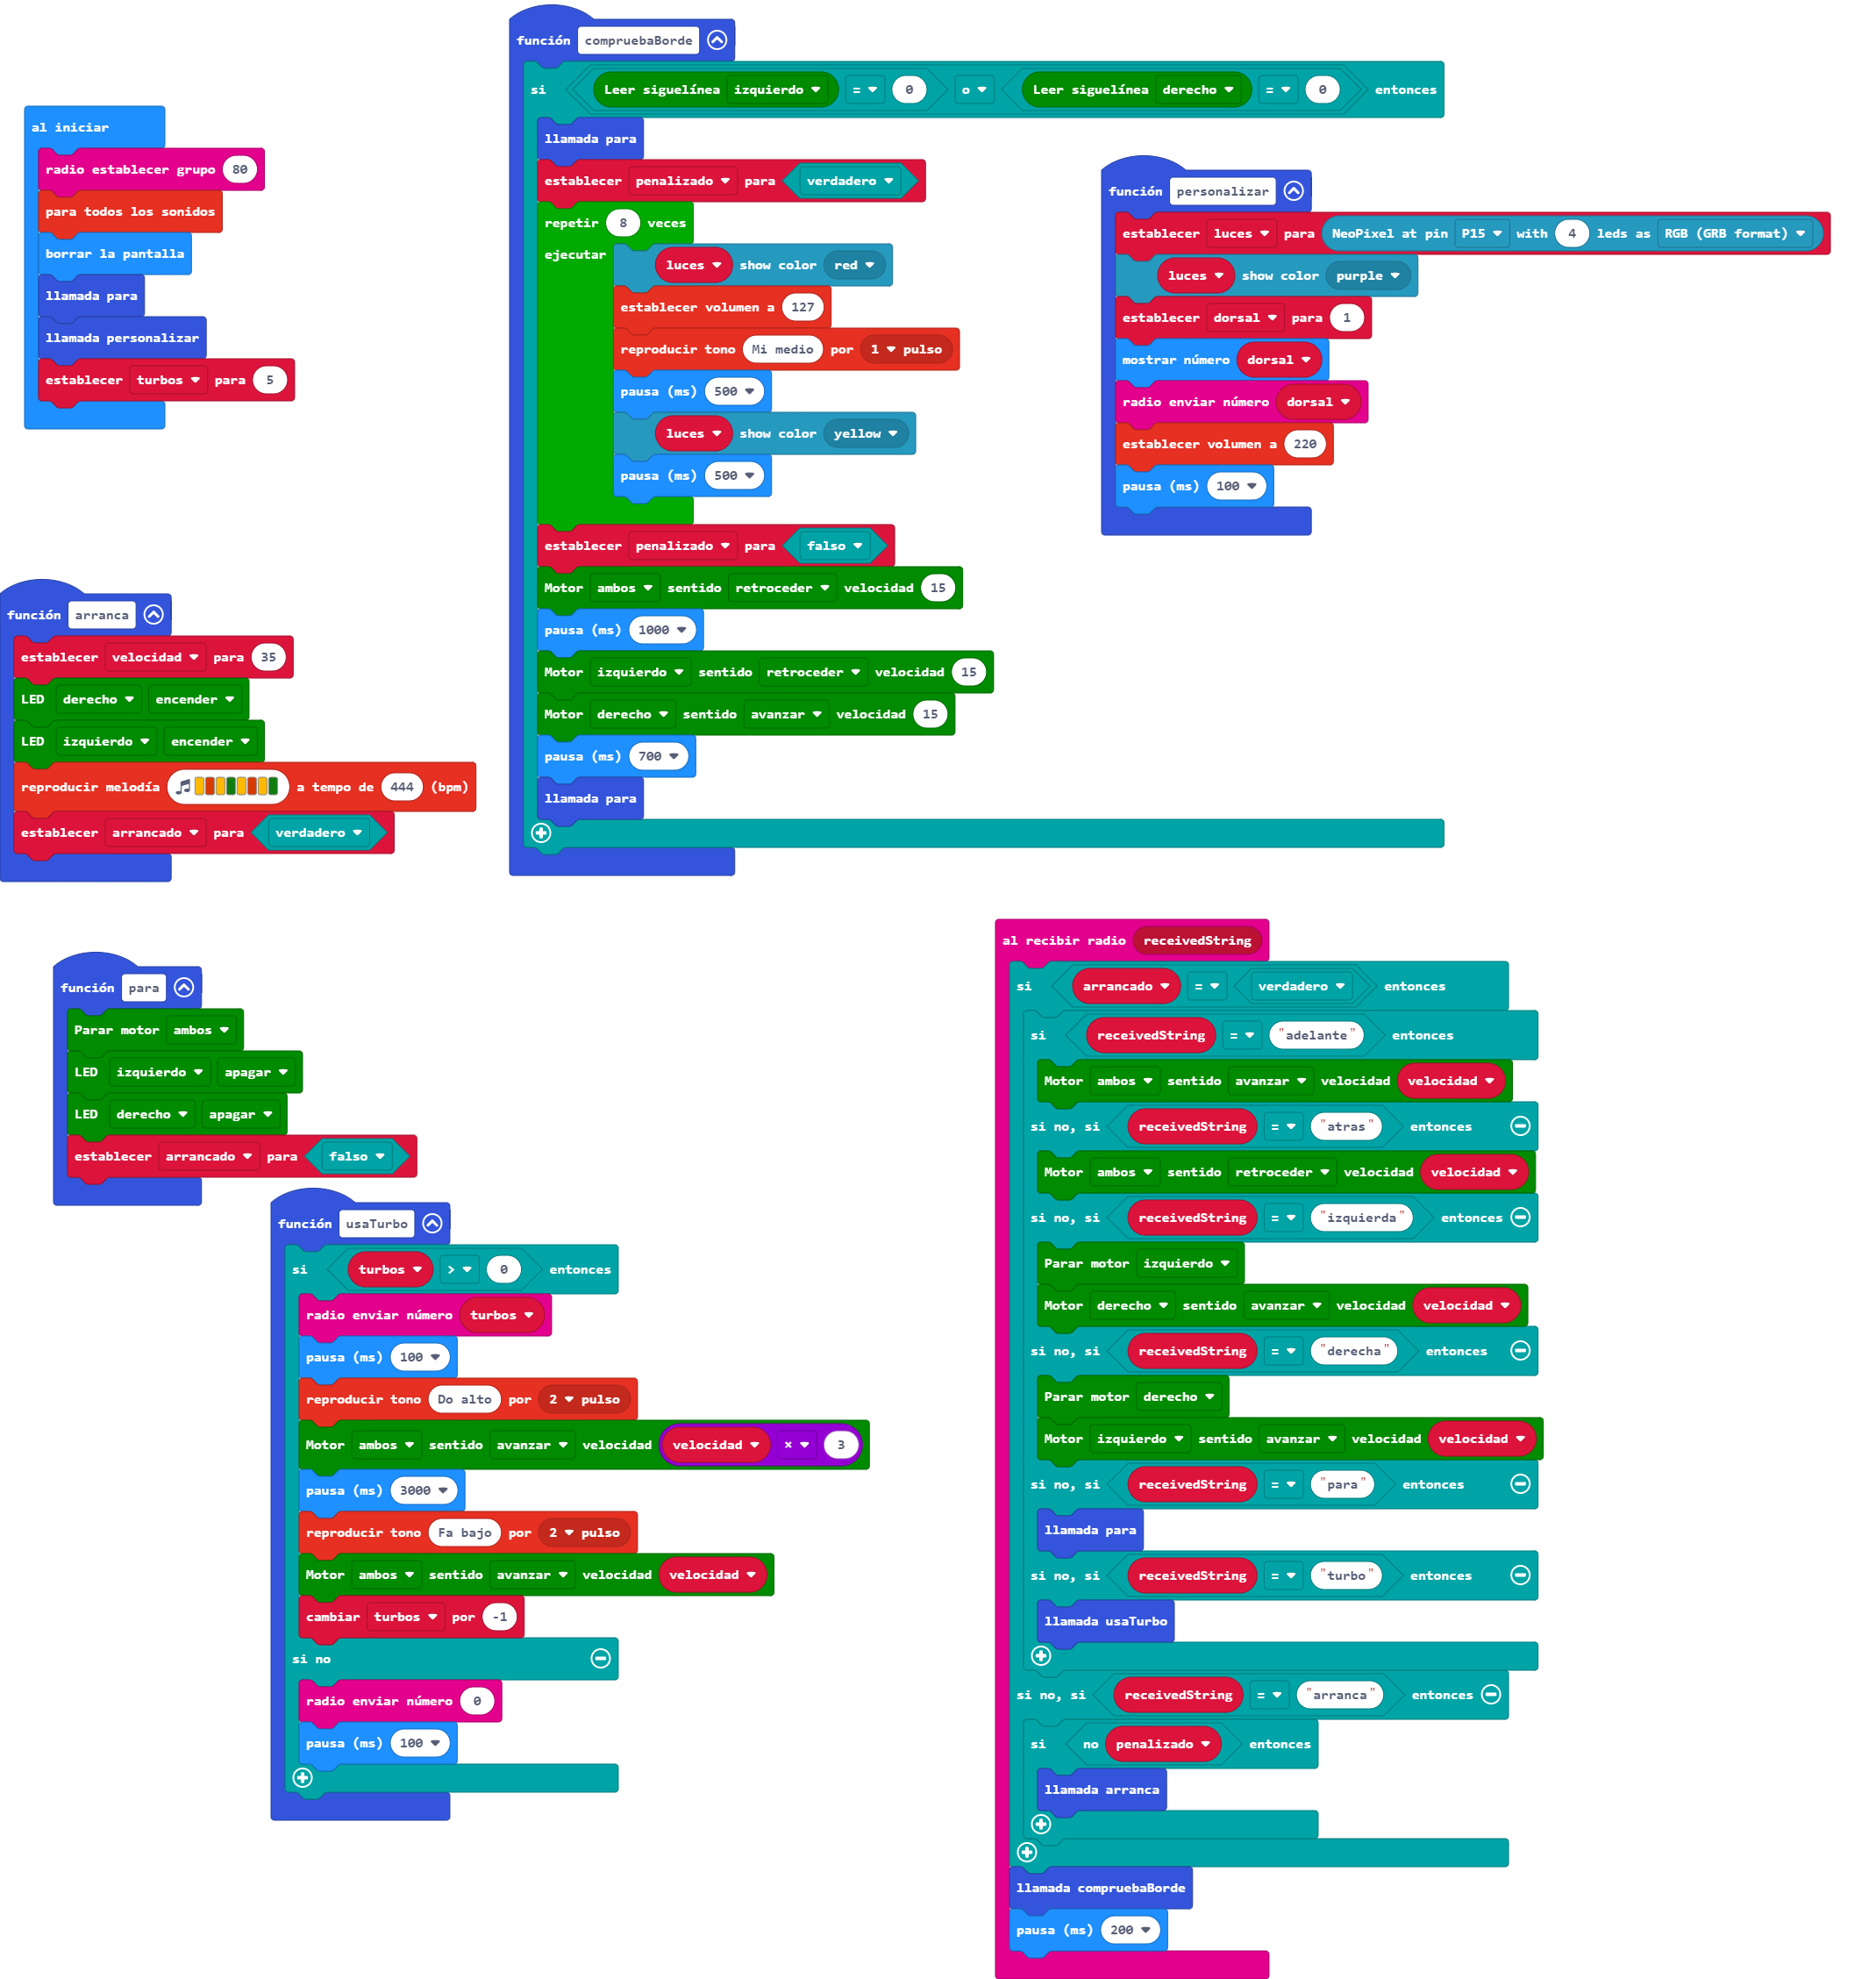 al iniciar
radio establecer grupo 80
para todos los sonidos
borrar la pantalla
llamada para
llamada personalizar
establecer turbos para 5
función compruebaBorde
si Leer siguelínea izquierdo = 0 o Leer siguelínea derecho = 0 entonces
llamada para
establecer penalizado para verdadero
repetir 8 veces
ejecutar
luces show color red
establecer volumen a 127
reproducir tono Mi medio por 1 pulso
pausa (ms) 500
luces show color yellow
pausa (ms) 500
establecer penalizado para falso
Motor ambos sentido retroceder velocidad 15
pausa (ms) 1000
Motor izquierdo sentido retroceder velocidad 15
Motor derecho sentido avanzar velocidad 15
pausa (ms) 700
llamada para
función personalizar
establecer luces para NeoPixel at pin P15 with 4 leds as RGB (GRB format)
luces show color purple
establecer dorsal para 1
mostrar número dorsal
radio enviar número dorsal
establecer volumen a 220
pausa (ms) 100
función arranca
establecer velocidad para 35
LED derecho encender
LED izquierdo encender
reproducir melodía a tempo de 444 (bpm)
establecer arrancado para verdadero
función para
Parar motor ambos
LED izquierdo apagar
LED derecho apagar
establecer arrancado para falso
función usaTurbo
si turbos > 0 entonces
radio enviar número turbos
pausa (ms) 100
reproducir tono Do alto por 2 pulso
Motor ambos sentido avanzar velocidad velocidad × 3
pausa (ms) 3000
reproducir tono Fa bajo por 2 pulso
Motor ambos sentido avanzar velocidad velocidad
cambiar turbos por -1
si no
radio enviar número 0
pausa (ms) 100
al recibir radio receivedString
si arrancado = verdadero entonces
si receivedString = "adelante" entonces
Motor ambos sentido avanzar velocidad velocidad
si no, si receivedString = "atras" entonces
Motor ambos sentido retroceder velocidad velocidad
si no, si receivedString = "izquierda" entonces
Parar motor izquierdo
Motor derecho sentido avanzar velocidad velocidad
si no, si receivedString = "derecha" entonces
Parar motor derecho
Motor izquierdo sentido avanzar velocidad velocidad
si no, si receivedString = "para" entonces
llamada para
si no, si receivedString = "turbo" entonces
llamada usaTurbo
si no, si receivedString = "arranca" entonces
si no penalizado entonces
llamada arranca
llamada compruebaBorde
pausa (ms) 200